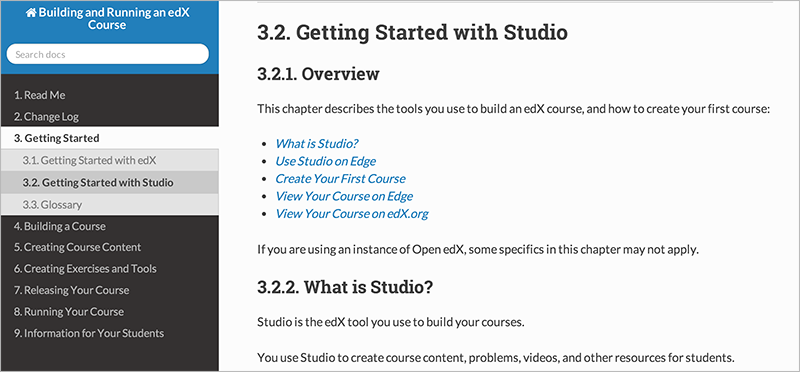 Building and Running an edX
Course
Search docs
1. Read Me
2. Change Log
3. Getting Started
3.1. Getting Started with edX
3.2. Getting Started with Studio
3.3. Glossary
4. Building a Course
5. Creating Course Content
6. Creating Exercises and Tools
7. Releasing Your Course
8. Running Your Course
9. Information for Your Students
3.2. Getting Started with Studio
3.2.1. Overview
This chapter describes the tools you use to build an edX course, and how to create your first course:
• What is Studio?
• Use Studio on Edge
• Create Your First Course
• View Your Course on Edge
• View Your Course on edX.org
If you are using an instance of Open edX, some specifics in this chapter may not apply.
3.2.2. What is Studio?
Studio is the edX tool you use to build your courses.
You use Studio to create course content, problems, videos, and other resources for students.